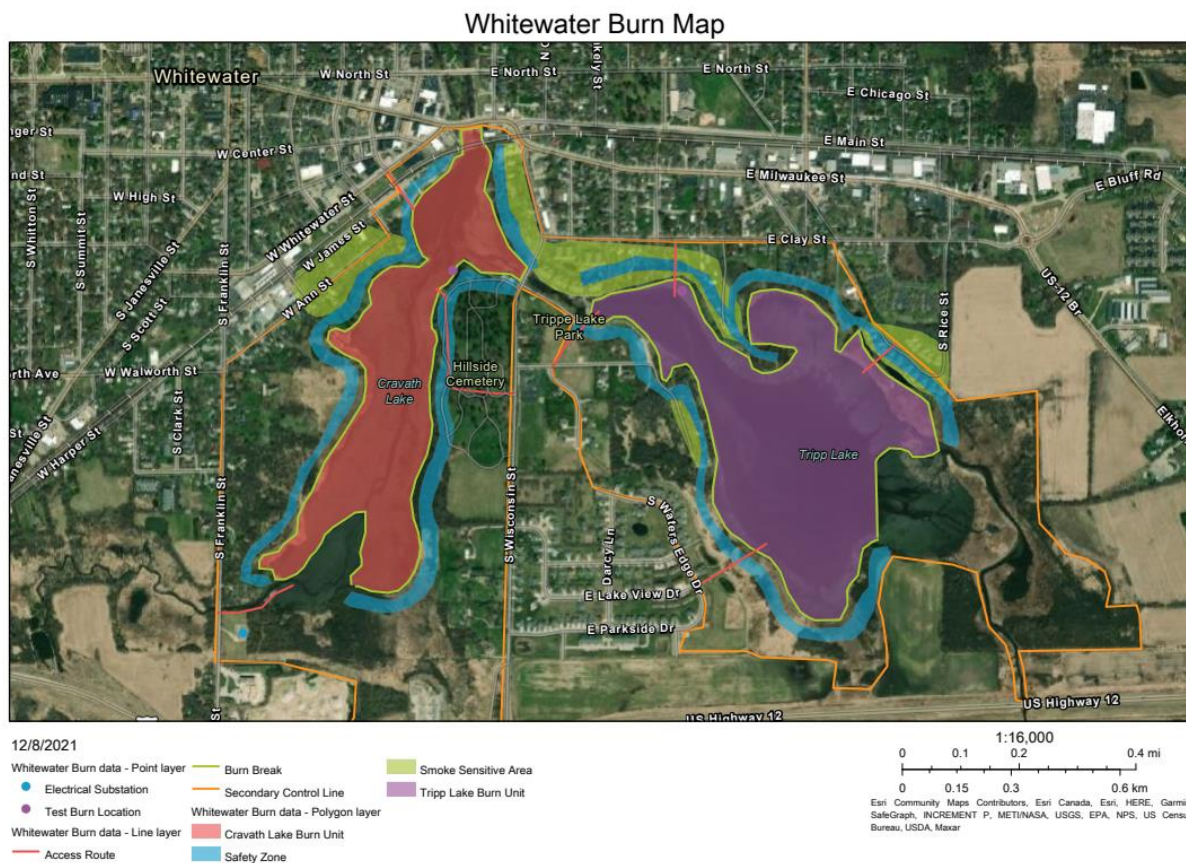 Whitewater Burn Map
Whitewater
W North St
E North St
E North St
E Chicago St
W Center St
E Main St
W High St
E Milwaukee St
E Bluff Rd
S Whitton St
S Summit St
S Janesville St
S Scott St
S Franklin St
W Whitewater St
W James St
W Ann St
E Clay St
US-12 Br
S Rice St
Trippe Lake
Park
Hillside
Cemetery
Cravath
Lake
W Walworth St
S Clark St
W Harper St
Tripp Lake
S Franklin St
S Wisconsin St
S Waters Edge Dr
Darcy Ln
E Lake View Dr
E Parkside Dr
US Highway 12
US Highway 12
12/8/2021
Whitewater Burn data - Point layer
Electrical Substation
Test Burn Location
Whitewater Burn data - Line layer
Access Route
Burn Break
Secondary Control Line
Whitewater Burn data - Polygon layer
Cravath Lake Burn Unit
Safety Zone
Smoke Sensitive Area
Tripp Lake Burn Unit
1:16,000
0 0.1 0.2 0.4 mi
0 0.15 0.3 0.6 km
Esri Community Maps Contributors, Esri Canada, Esri, HERE, Garmi
SafeGraph, INCREMENT P, METI/NASA, USGS, EPA, NPS, US Censu
Bureau, USDA, Maxar